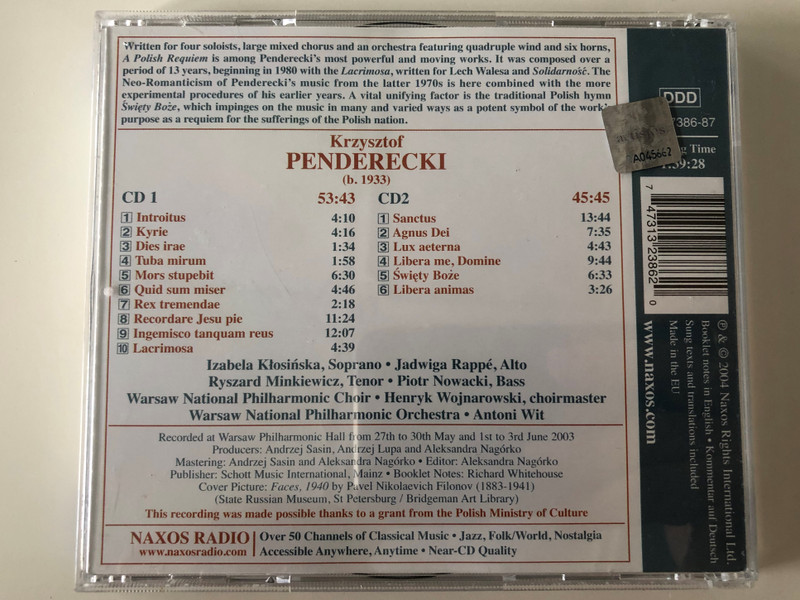 Written for four soloists, large mixed chorus and an orchestra featuring quadruple wind and six horns,
A Polish Requiem is among Penderecki's most powerful and moving works. It was composed over a
period of 13 years, beginning in 1980 with the Lacrimosa, written for Lech Walesa and Solidarność. The
Neo-Romanticism of Penderecki's music from the latter 1970s is here combined with the more
experimental procedures of his earlier years. A vital unifying factor is the traditional Polish hymn
Święty Boże, which impinges on the music in many and varied ways as a potent symbol of the work's
purpose as a requiem for the sufferings of the Polish nation.
Krzysztof
PENDERECKI
(b. 1933)
CD 1 53:43
1 Introitus 4:10
2 Kyrie 4:16
3 Dies irae 1:34
4 Tuba mirum 1:58
5 Mors stupebit 6:30
6 Quid sum miser 4:46
7 Rex tremendae 2:18
8 Recordare Jesu pie 11:24
9 Ingemisco tanquam reus 12:07
10 Lacrimosa 4:39
CD2 45:45
1 Sanctus 13:44
2 Agnus Dei 7:35
3 Lux aeterna 4:43
4 Libera me, Domine 9:44
5 Święty Boże 6:33
6 Libera animas 3:26
Izabela Kłosińska, Soprano • Jadwiga Rappé, Alto
Ryszard Minkiewicz, Tenor • Piotr Nowacki, Bass
Warsaw National Philharmonic Choir • Henryk Wojnarowski, choirmaster
Warsaw National Philharmonic Orchestra • Antoni Wit
Recorded at Warsaw Philharmonic Hall from 27th to 30th May and 1st to 3rd June 2003
Producers: Andrzej Sasin, Andrzej Lupa and Aleksandra Nagórko
Mastering: Andrzej Sasin and Aleksandra Nagórko • Editor: Aleksandra Nagórko
Publisher: Schott Music International, Mainz • Booklet Notes: Richard Whitehouse
Cover Picture: Faces, 1940 by Pavel Nikolaevich Filonov (1883-1941)
(State Russian Museum, St Petersburg / Bridgeman Art Library)
This recording was made possible thanks to a grant from the Polish Ministry of Culture
NAXOS RADIO
www.naxosradio.com
Over 50 Channels of Classical Music • Jazz, Folk/World, Nostalgia
Accessible Anywhere, Anytime • Near-CD Quality
DDD
7386-87
A045662
Time
:39:28
7 47313 23862 0
℗ & © 2004 Naxos Rights International Ltd.
Booklet notes in English • Kommentar auf Deutsch
Sung texts and translations included
Made in the EU
www.naxos.com